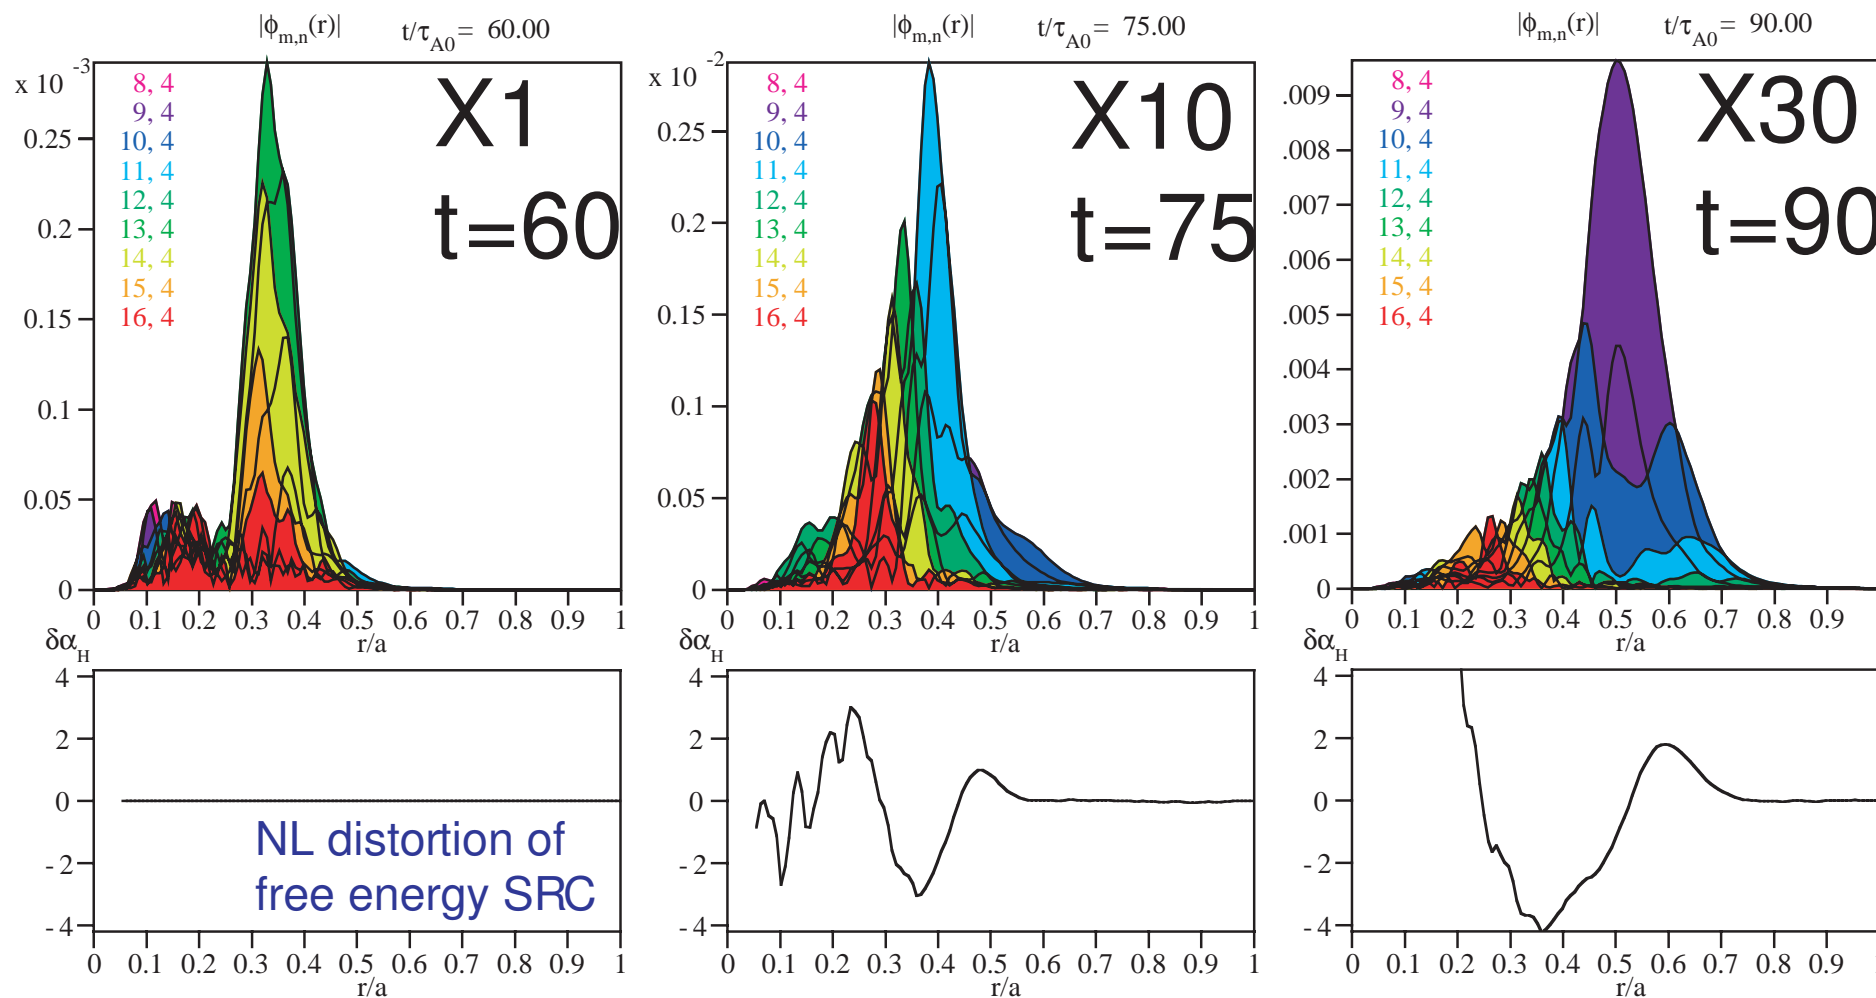 |ϕm,n(r)| t/τA0 = 60.00
x 10 -3
X1
t=60
8, 4
9, 4
10, 4
11, 4
12, 4
13, 4
14, 4
15, 4
16, 4
0.25
0.2
0.15
0.1
0.05
0
0 0.1 0.2 0.3 0.4 0.5 0.6 0.7 0.8 0.9 1
r/a
δαH
4
2
0
-2
-4
NL distortion of
free energy SRC
0 0.1 0.2 0.3 0.4 0.5 0.6 0.7 0.8 0.9 1
r/a
|ϕm,n(r)| t/τA0 = 75.00
x 10 -2
X10
t=75
8, 4
9, 4
10, 4
11, 4
12, 4
13, 4
14, 4
15, 4
16, 4
0.25
0.2
0.15
0.1
0.05
0
0 0.1 0.2 0.3 0.4 0.5 0.6 0.7 0.8 0.9 1
r/a
δαH
4
2
0
-2
-4
0 0.1 0.2 0.3 0.4 0.5 0.6 0.7 0.8 0.9 1
r/a
|ϕm,n(r)| t/τA0 = 90.00
X30
t=90
8, 4
9, 4
10, 4
11, 4
12, 4
13, 4
14, 4
15, 4
16, 4
.009
.008
.007
.006
.005
.004
.003
.002
.001
0
0 0.1 0.2 0.3 0.4 0.5 0.6 0.7 0.8 0.9 1
r/a
δαH
4
2
0
-2
-4
0 0.1 0.2 0.3 0.4 0.5 0.6 0.7 0.8 0.9 1
r/a